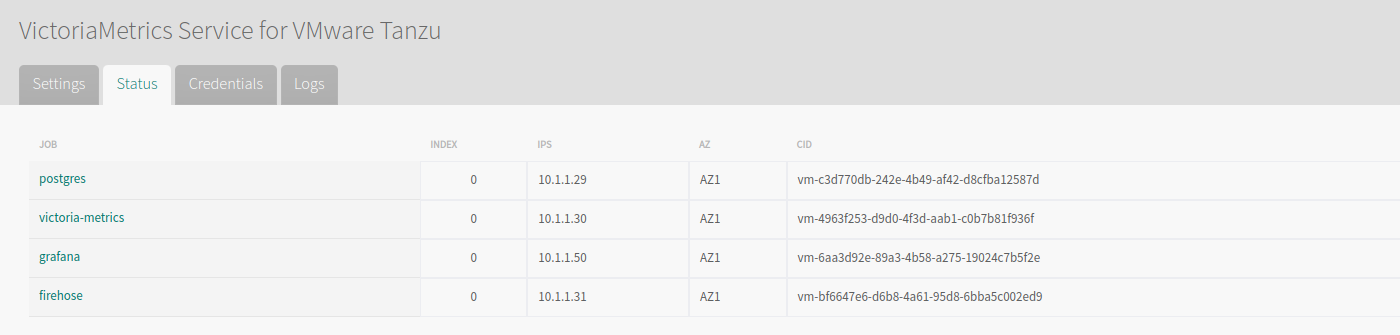 VictoriaMetrics Service for VMware Tanzu
Settings Status Credentials Logs
JOB INDEX IPS AZ CID
postgres 0 10.1.1.29 AZ1 vm-c3d770db-242e-4b49-af42-d8cfba12587d
victoria-metrics 0 10.1.1.30 AZ1 vm-4963f253-d9d0-4f3d-aab1-c0b7b81f936f
grafana 0 10.1.1.50 AZ1 vm-6aa3d92e-89a3-4b58-a275-19024c7b5f2e
firehose 0 10.1.1.31 AZ1 vm-bf6647e6-d6b8-4a61-95d8-6bba5c002ed9